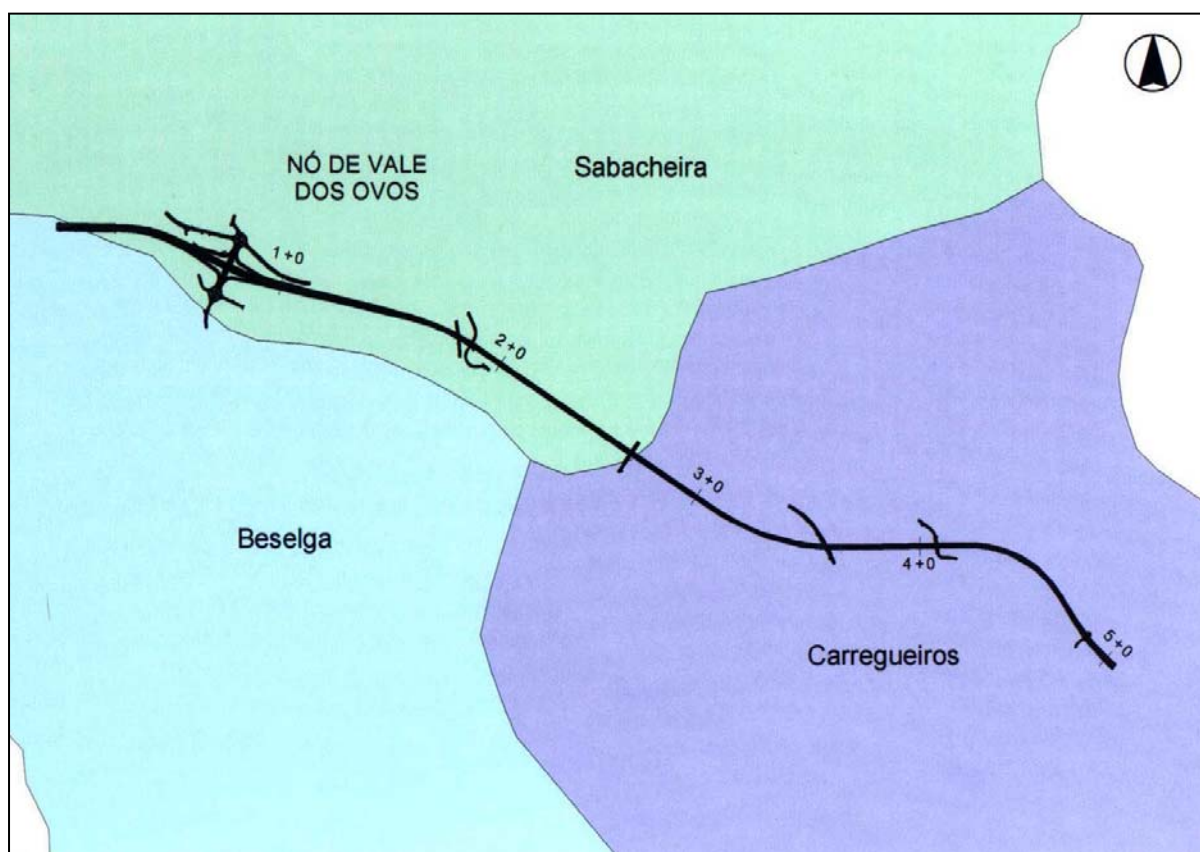 NÓ DE VALE
DOS OVOS
Sabacheira
1+0
2+0
3+0
Beselga
4+0
Carregueiros
5+0